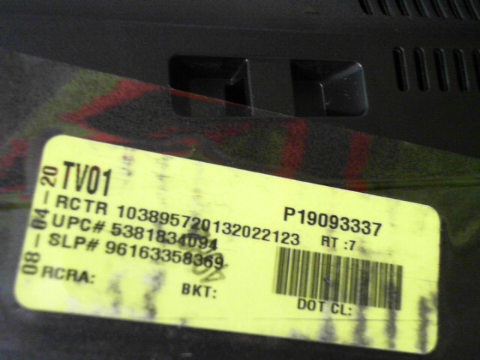 08-04-20
TV01
P19093337
RCTR 103895720132022123 RT :7
UPC# 5381834094
SLP# 96163358369
RCRA:
BKT:
DOT CL: